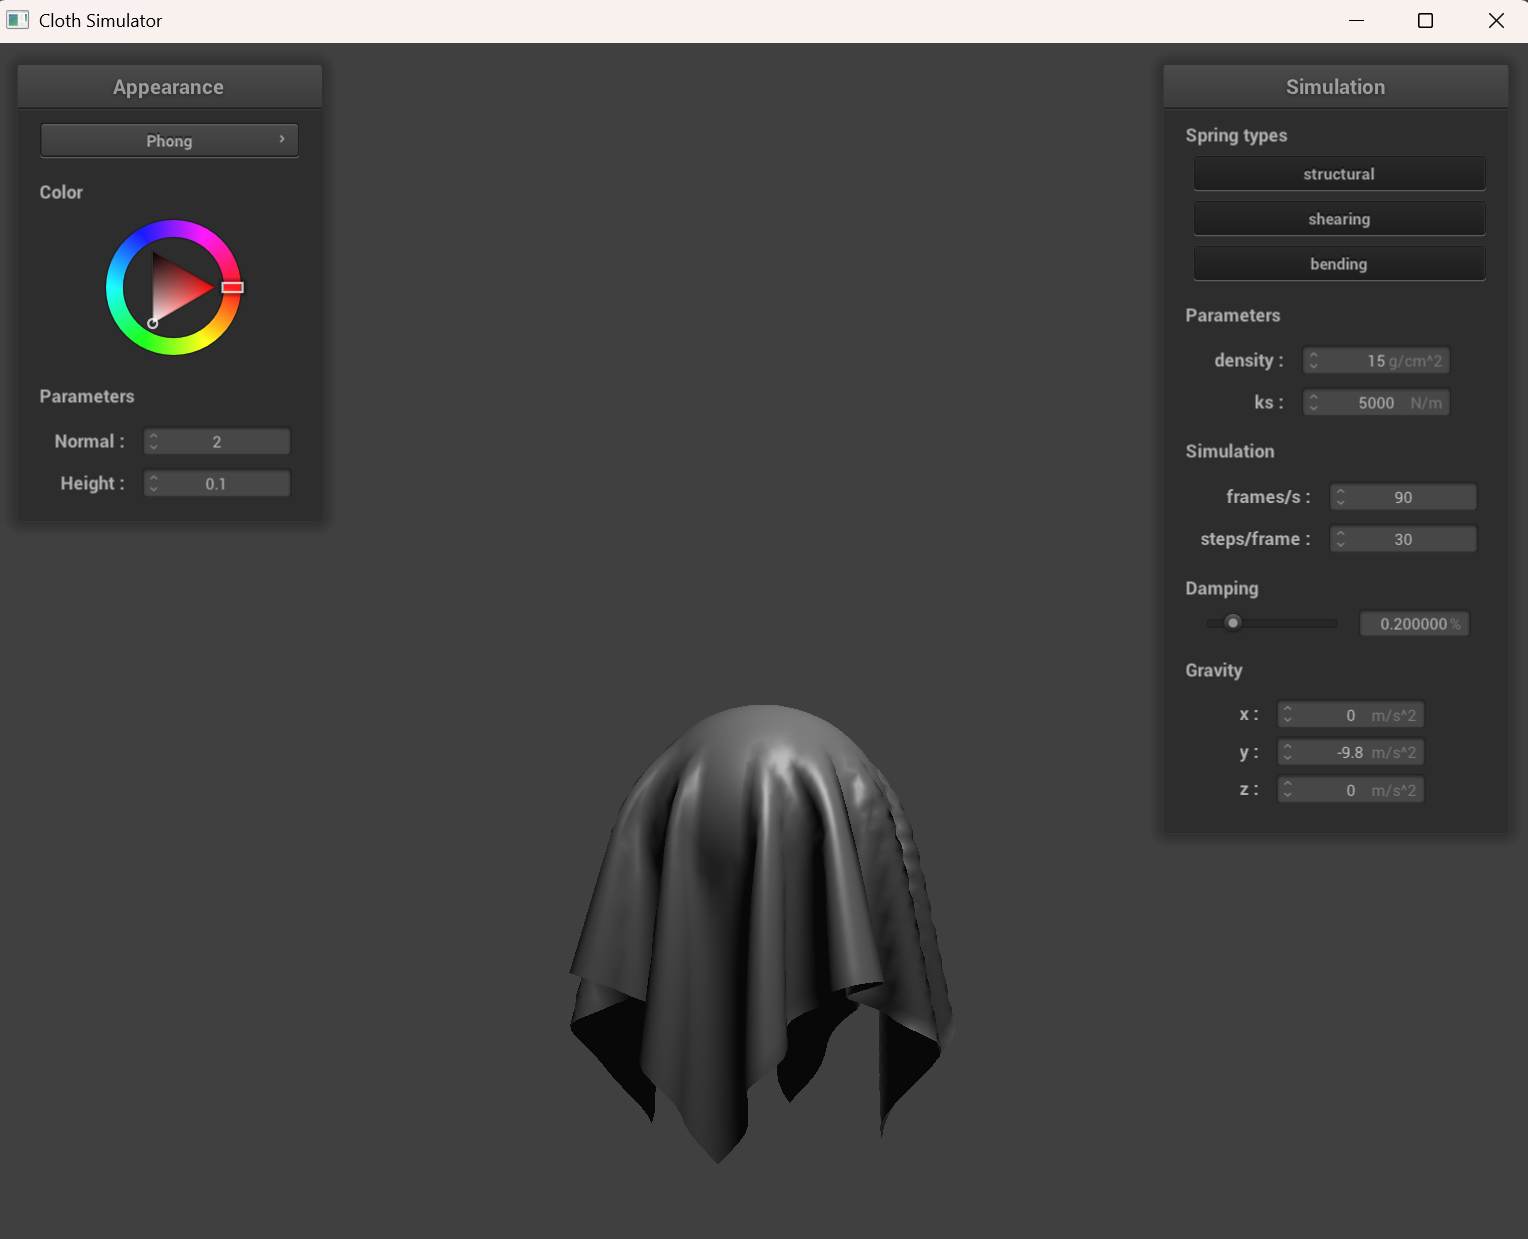 Cloth Simulator
Appearance
Phong
Color
Parameters
Normal : 2
Height : 0.1
Simulation
Spring types
structural
shearing
bending
Parameters
density : 15 g/cm^2
ks : 5000 N/m
Simulation
frames/s : 90
steps/frame : 30
Damping
0.200000 %
Gravity
x : 0 m/s^2
y : -9.8 m/s^2
z : 0 m/s^2